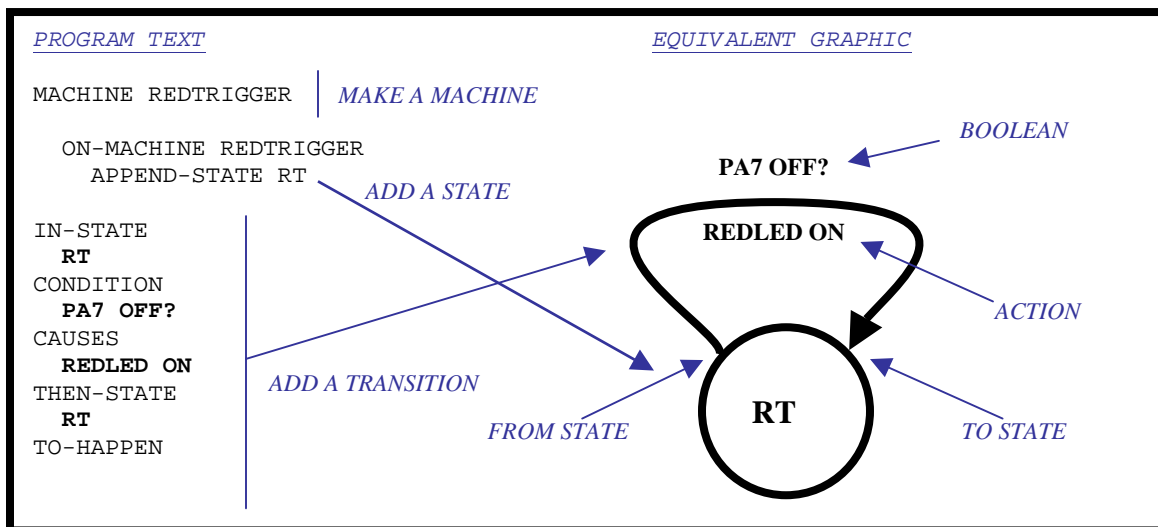 PROGRAM TEXT
EQUIVALENT GRAPHIC
MACHINE REDTRIGGER
MAKE A MACHINE
ON-MACHINE REDTRIGGER
APPEND-STATE RT
ADD A STATE
IN-STATE
RT
CONDITION
PA7 OFF?
CAUSES
REDLED ON
THEN-STATE
RT
TO-HAPPEN
ADD A TRANSITION
BOOLEAN
PA7 OFF?
REDLED ON
ACTION
FROM STATE
RT
TO STATE